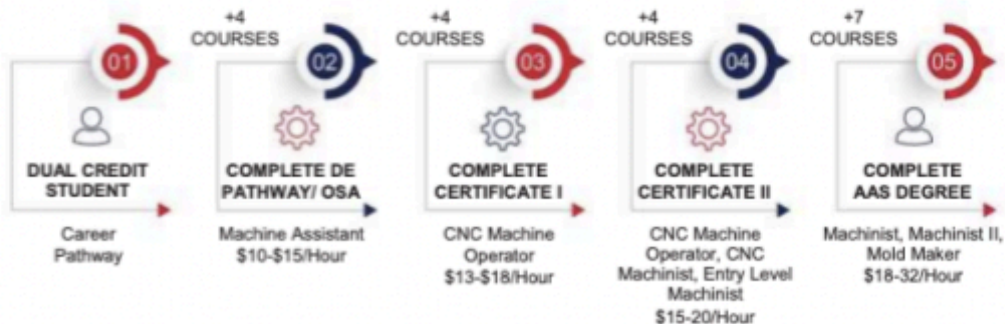 01
DUAL CREDIT
STUDENT
Career
Pathway
+4
COURSES
02
COMPLETE DE
PATHWAY/ OSA
Machine Assistant
$10-$15/Hour
+4
COURSES
03
COMPLETE
CERTIFICATE I
CNC Machine
Operator
$13-$18/Hour
+4
COURSES
04
COMPLETE
CERTIFICATE II
CNC Machine
Operator, CNC
Machinist, Entry Level
Machinist
$15-20/Hour
+7
COURSES
05
COMPLETE
AAS DEGREE
Machinist, Machinist II,
Mold Maker
$18-32/Hour